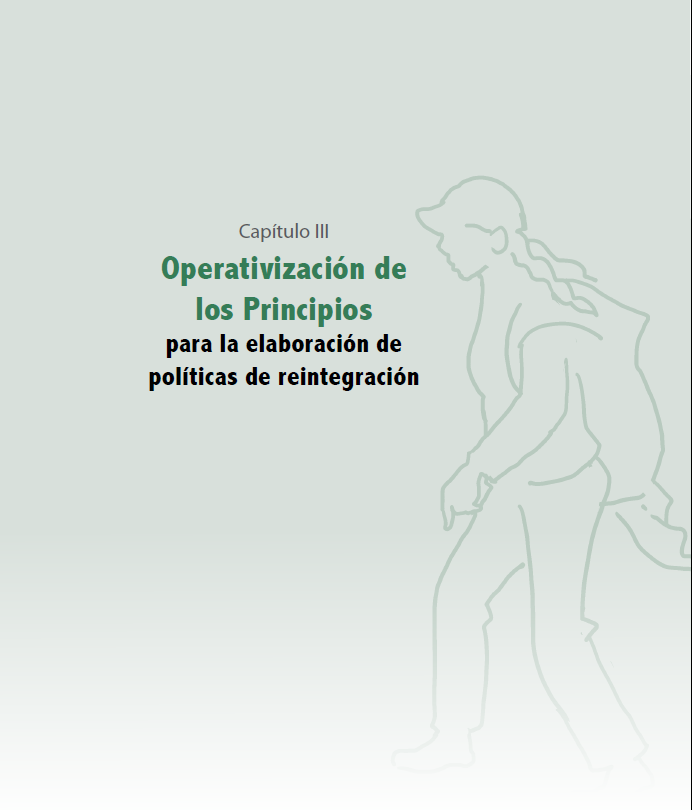 Capítulo III
Operativización de
los Principios
para la elaboración de
políticas de reintegración